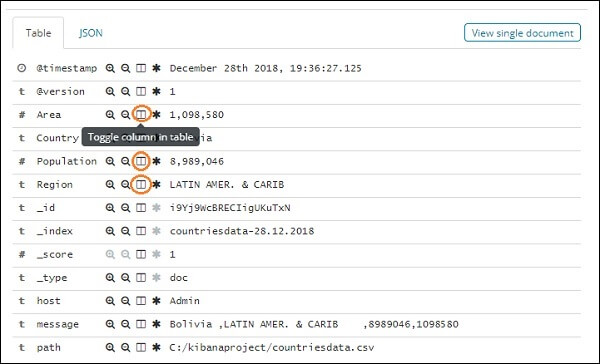 Table JSON View single document
@timestamp December 28th 2018, 19:36:27.125
t @version 1
# Area 1,098,580
Toggle column in table
t Country via
# Population 8,989,046
t Region LATIN AMER. & CARIB
t _id i9Yj9WcBRECIigUKuTxN
t _index countriesdata-28.12.2018
# _score 1
t _type doc
t host Admin
t message Bolivia ,LATIN AMER. & CARIB ,8989046,1098580
t path C:/kibanaproject/countriesdata.csv